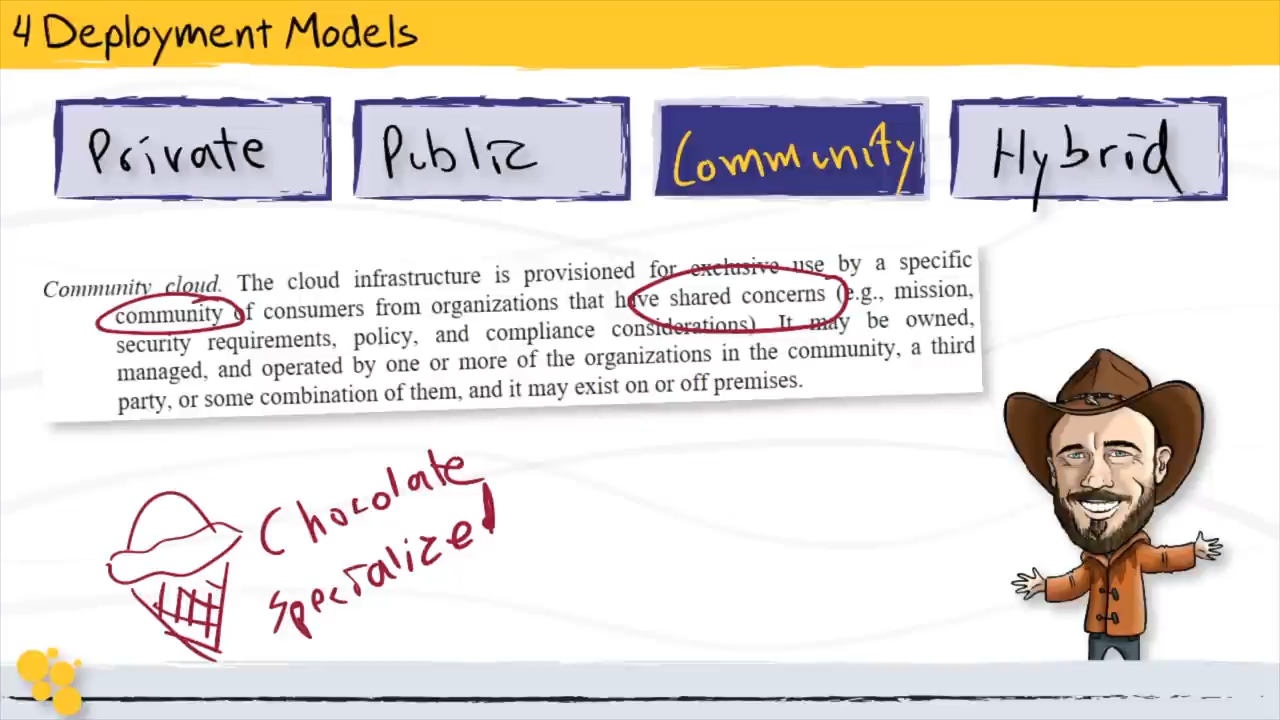 4 Deployment Models
Private Public Community Hybrid
Community cloud. The cloud infrastructure is provisioned for exclusive use by a specific
community of consumers from organizations that have shared concerns (e.g., mission,
security requirements, policy, and compliance considerations). It may be owned,
managed, and operated by one or more of the organizations in the community, a third
party, or some combination of them, and it may exist on or off premises.
Chocolate
Specialized